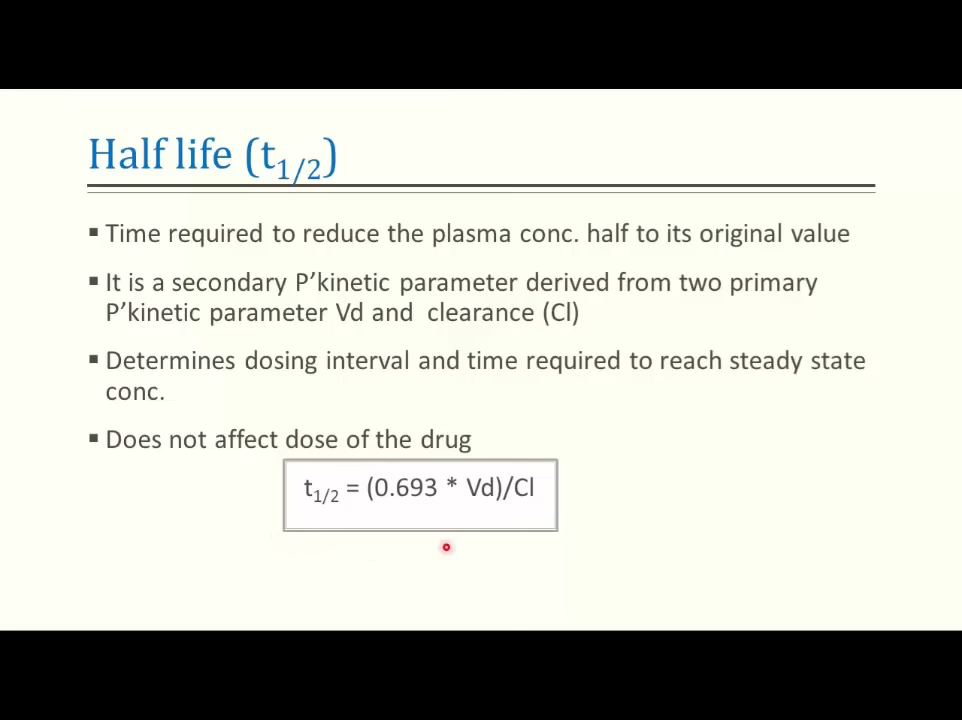 Half life (t1/2)
▪ Time required to reduce the plasma conc. half to its original value
▪ It is a secondary P’kinetic parameter derived from two primary
P’kinetic parameter Vd and clearance (Cl)
▪ Determines dosing interval and time required to reach steady state
conc.
▪ Does not affect dose of the drug
t1/2 = (0.693 * Vd)/Cl